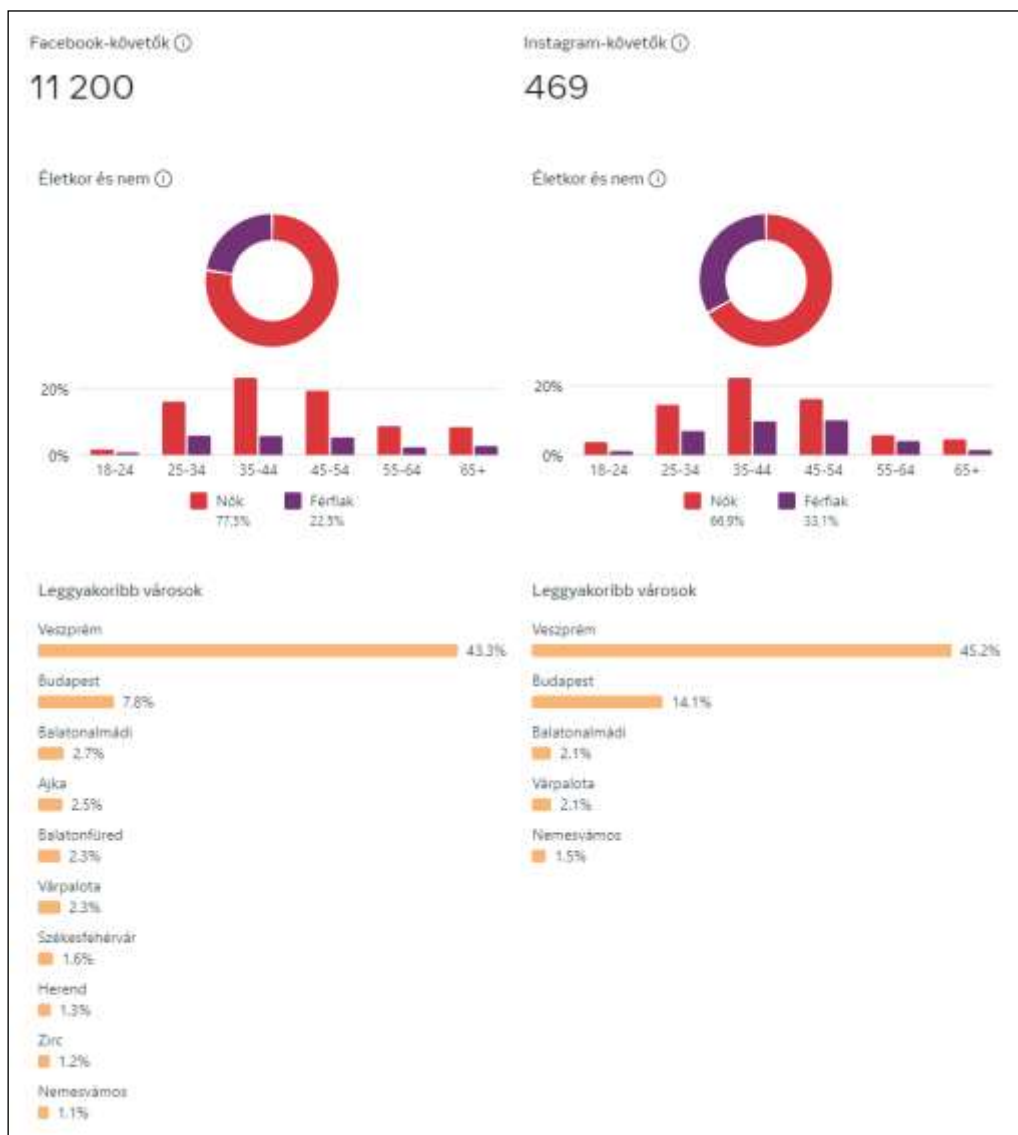 Facebook-követők
11 200
Életkor és nem
20%
0%
18-24 25-34 35-44 45-54 55-64 65+
Nők Férfiak
77,5% 22,5%
Leggyakoribb városok
Veszprém
43.3%
Budapest
7.8%
Balatonalmádi
2.7%
Ajka
2.5%
Balatonfüred
2.3%
Várpalota
2.3%
Székesfehérvár
1.6%
Herend
1.3%
Zirc
1.2%
Nemesvámos
1.1%
Instagram-követők
469
Életkor és nem
20%
0%
18-24 25-34 35-44 45-54 55-64 65+
Nők Férfiak
66,9% 33,1%
Leggyakoribb városok
Veszprém
45.2%
Budapest
14.1%
Balatonalmádi
2.1%
Várpalota
2.1%
Nemesvámos
1.5%